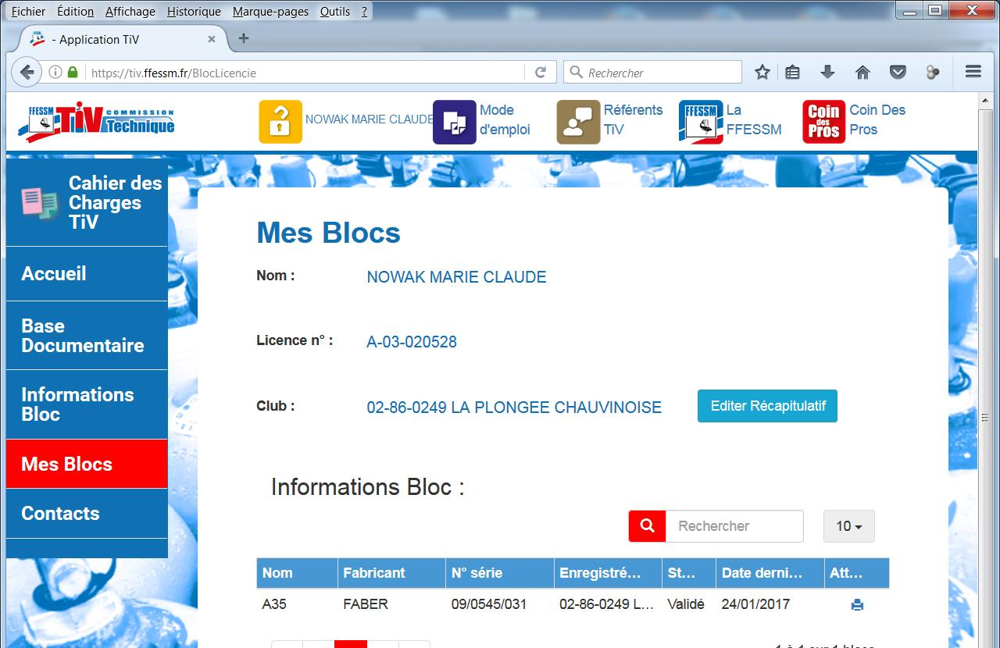 Fichier Édition Affichage Historique Marque-pages Outils ?
- Application TiV
https://tiv.ffessm.fr/BlocLicencie
Rechercher
FFESSM TiV COMMISSION Technique
NOWAK MARIE CLAUDE
Mode
d'emploi
Référents
TiV
FFESSM
La
FFESSM
Coin
des
Pros
Coin Des
Pros
Cahier des
Charges
TiV
Accueil
Base
Documentaire
Informations
Bloc
Mes Blocs
Contacts
Mes Blocs
Nom : NOWAK MARIE CLAUDE
Licence n° : A-03-020528
Club : 02-86-0249 LA PLONGEE CHAUVINOISE Editer Récapitulatif
Informations Bloc :
Rechercher 10
Nom Fabricant N° série Enregistré... St... Date derni... Att...
A35 FABER 09/0545/031 02-86-0249 L... Validé 24/01/2017
1 à 1 sur 1 blocs